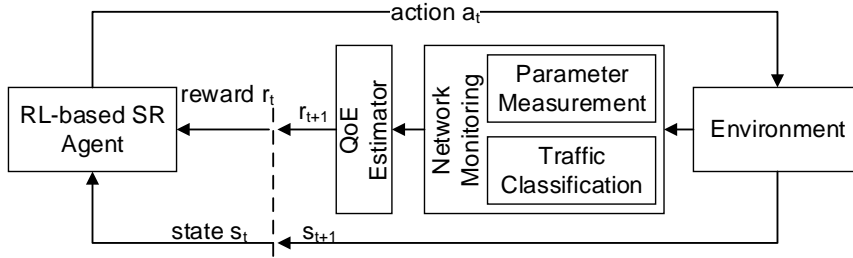 action aₜ
reward rₜ
RL-based SR
Agent
rₜ₊₁
QoE
Estimator
Network
Monitoring
Parameter
Measurement
Traffic
Classification
Environment
state sₜ
sₜ₊₁